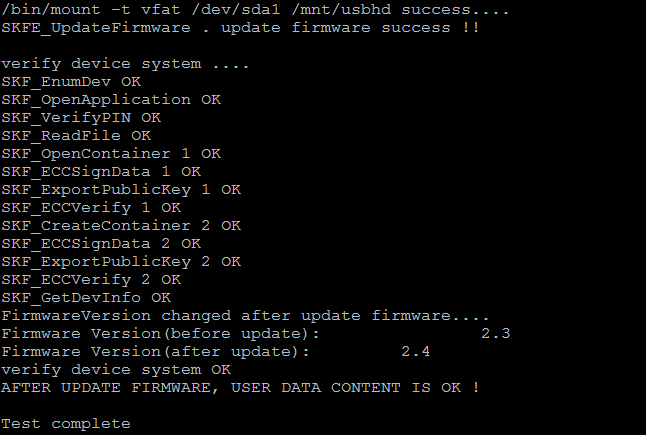 /bin/mount -t vfat /dev/sda1 /mnt/usbhd success....
SKFE_UpdateFirmware . update firmware success !!
verify device system ....
SKF_EnumDev OK
SKF_OpenApplication OK
SKF_VerifyPIN OK
SKF_ReadFile OK
SKF_OpenContainer 1 OK
SKF_ECCSignData 1 OK
SKF_ExportPublicKey 1 OK
SKF_ECCVerify 1 OK
SKF_CreateContainer 2 OK
SKF_ECCSignData 2 OK
SKF_ExportPublicKey 2 OK
SKF_ECCVerify 2 OK
SKF_GetDevInfo OK
FirmwareVersion changed after update firmware....
Firmware Version(before update):                2.3
Firmware Version(after update):         2.4
verify device system OK
AFTER UPDATE FIRMWARE, USER DATA CONTENT IS OK !
Test complete